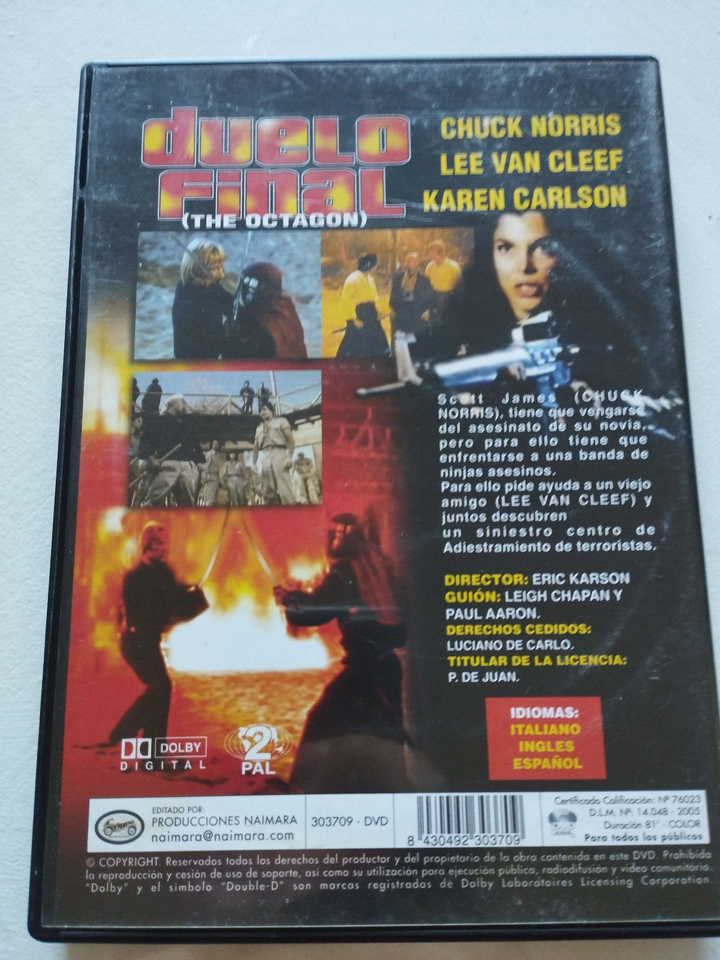 DUELO
FINAL
(THE OCTAGON)
CHUCK NORRIS
LEE VAN CLEEF
KAREN CARLSON
Scott James (CHUCK
NORRIS), tiene que vengarse
del asesinato de su novia,
pero para ello tiene que
enfrentarse a una banda de
ninjas asesinos.
Para ello pide ayuda a un viejo
amigo (LEE VAN CLEEF) y
juntos descubren
un siniestro centro de
Adiestramiento de terroristas.
DIRECTOR: ERIC KARSON
GUIÓN: LEIGH CHAPAN Y
PAUL AARON.
DERECHOS CEDIDOS:
LUCIANO DE CARLO.
TITULAR DE LA LICENCIA:
P. DE JUAN.
IDIOMAS:
ITALIANO
INGLES
ESPAÑOL
DOLBY
DIGITAL
2
PAL
EDITADO POR:
PRODUCCIONES NAIMARA
naimara@naimara.com
303709 - DVD
8 430492 303709
Certificado Calificación: Nº 76023
D.L.M. Nº: 14.048 - 2005
Duración 81' - COLOR
Para todos los públicos
© COPYRIGHT. Reservados todos los derechos del productor y del propietario de la obra contenida en este DVD. Prohibida
la reproducción y cesión de uso de soporte, así como su utilización para ejecución pública, radiodifusión y video comunitario.
"Dolby" y el símbolo "Double-D" son marcas registradas de Dolby Laboratories Licensing Corporation.